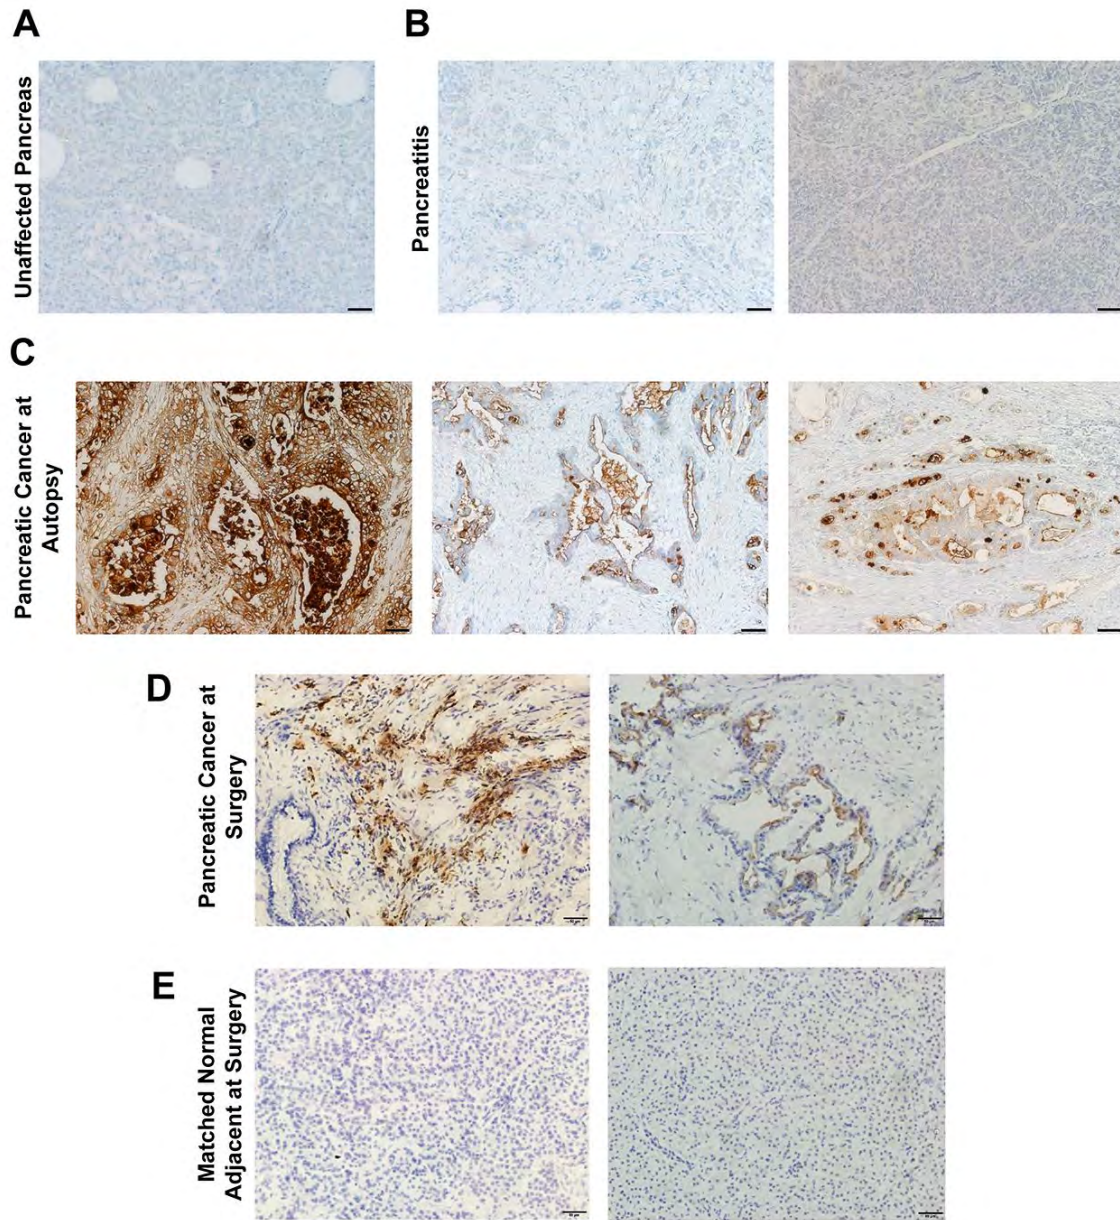 A
B
Unaffected Pancreas
Pancreatitis
C
Pancreatic Cancer at
Autopsy
D
Pancreatic Cancer at
Surgery
E
Matched Normal
Adjacent at Surgery